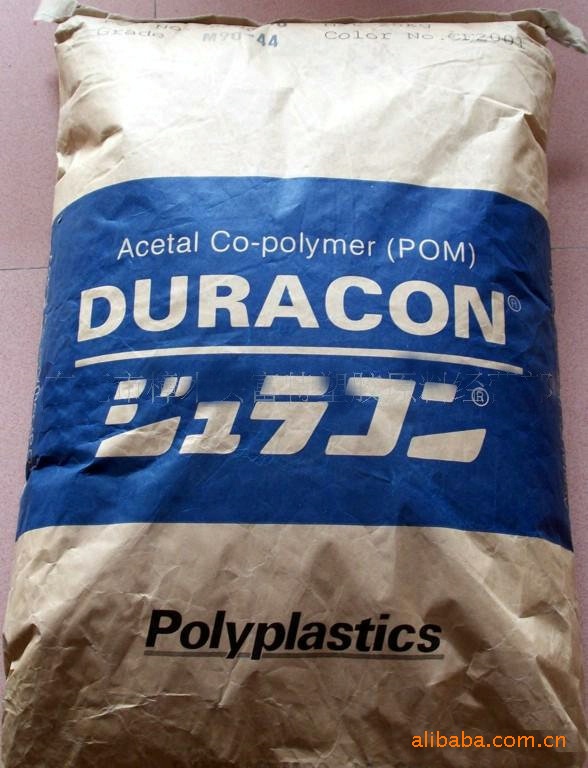 Grade M90-44 Color No. CF2001
Acetal Co-polymer (POM)
DURACON®
ジュラコン®
Polyplastics
alibaba.com.cn